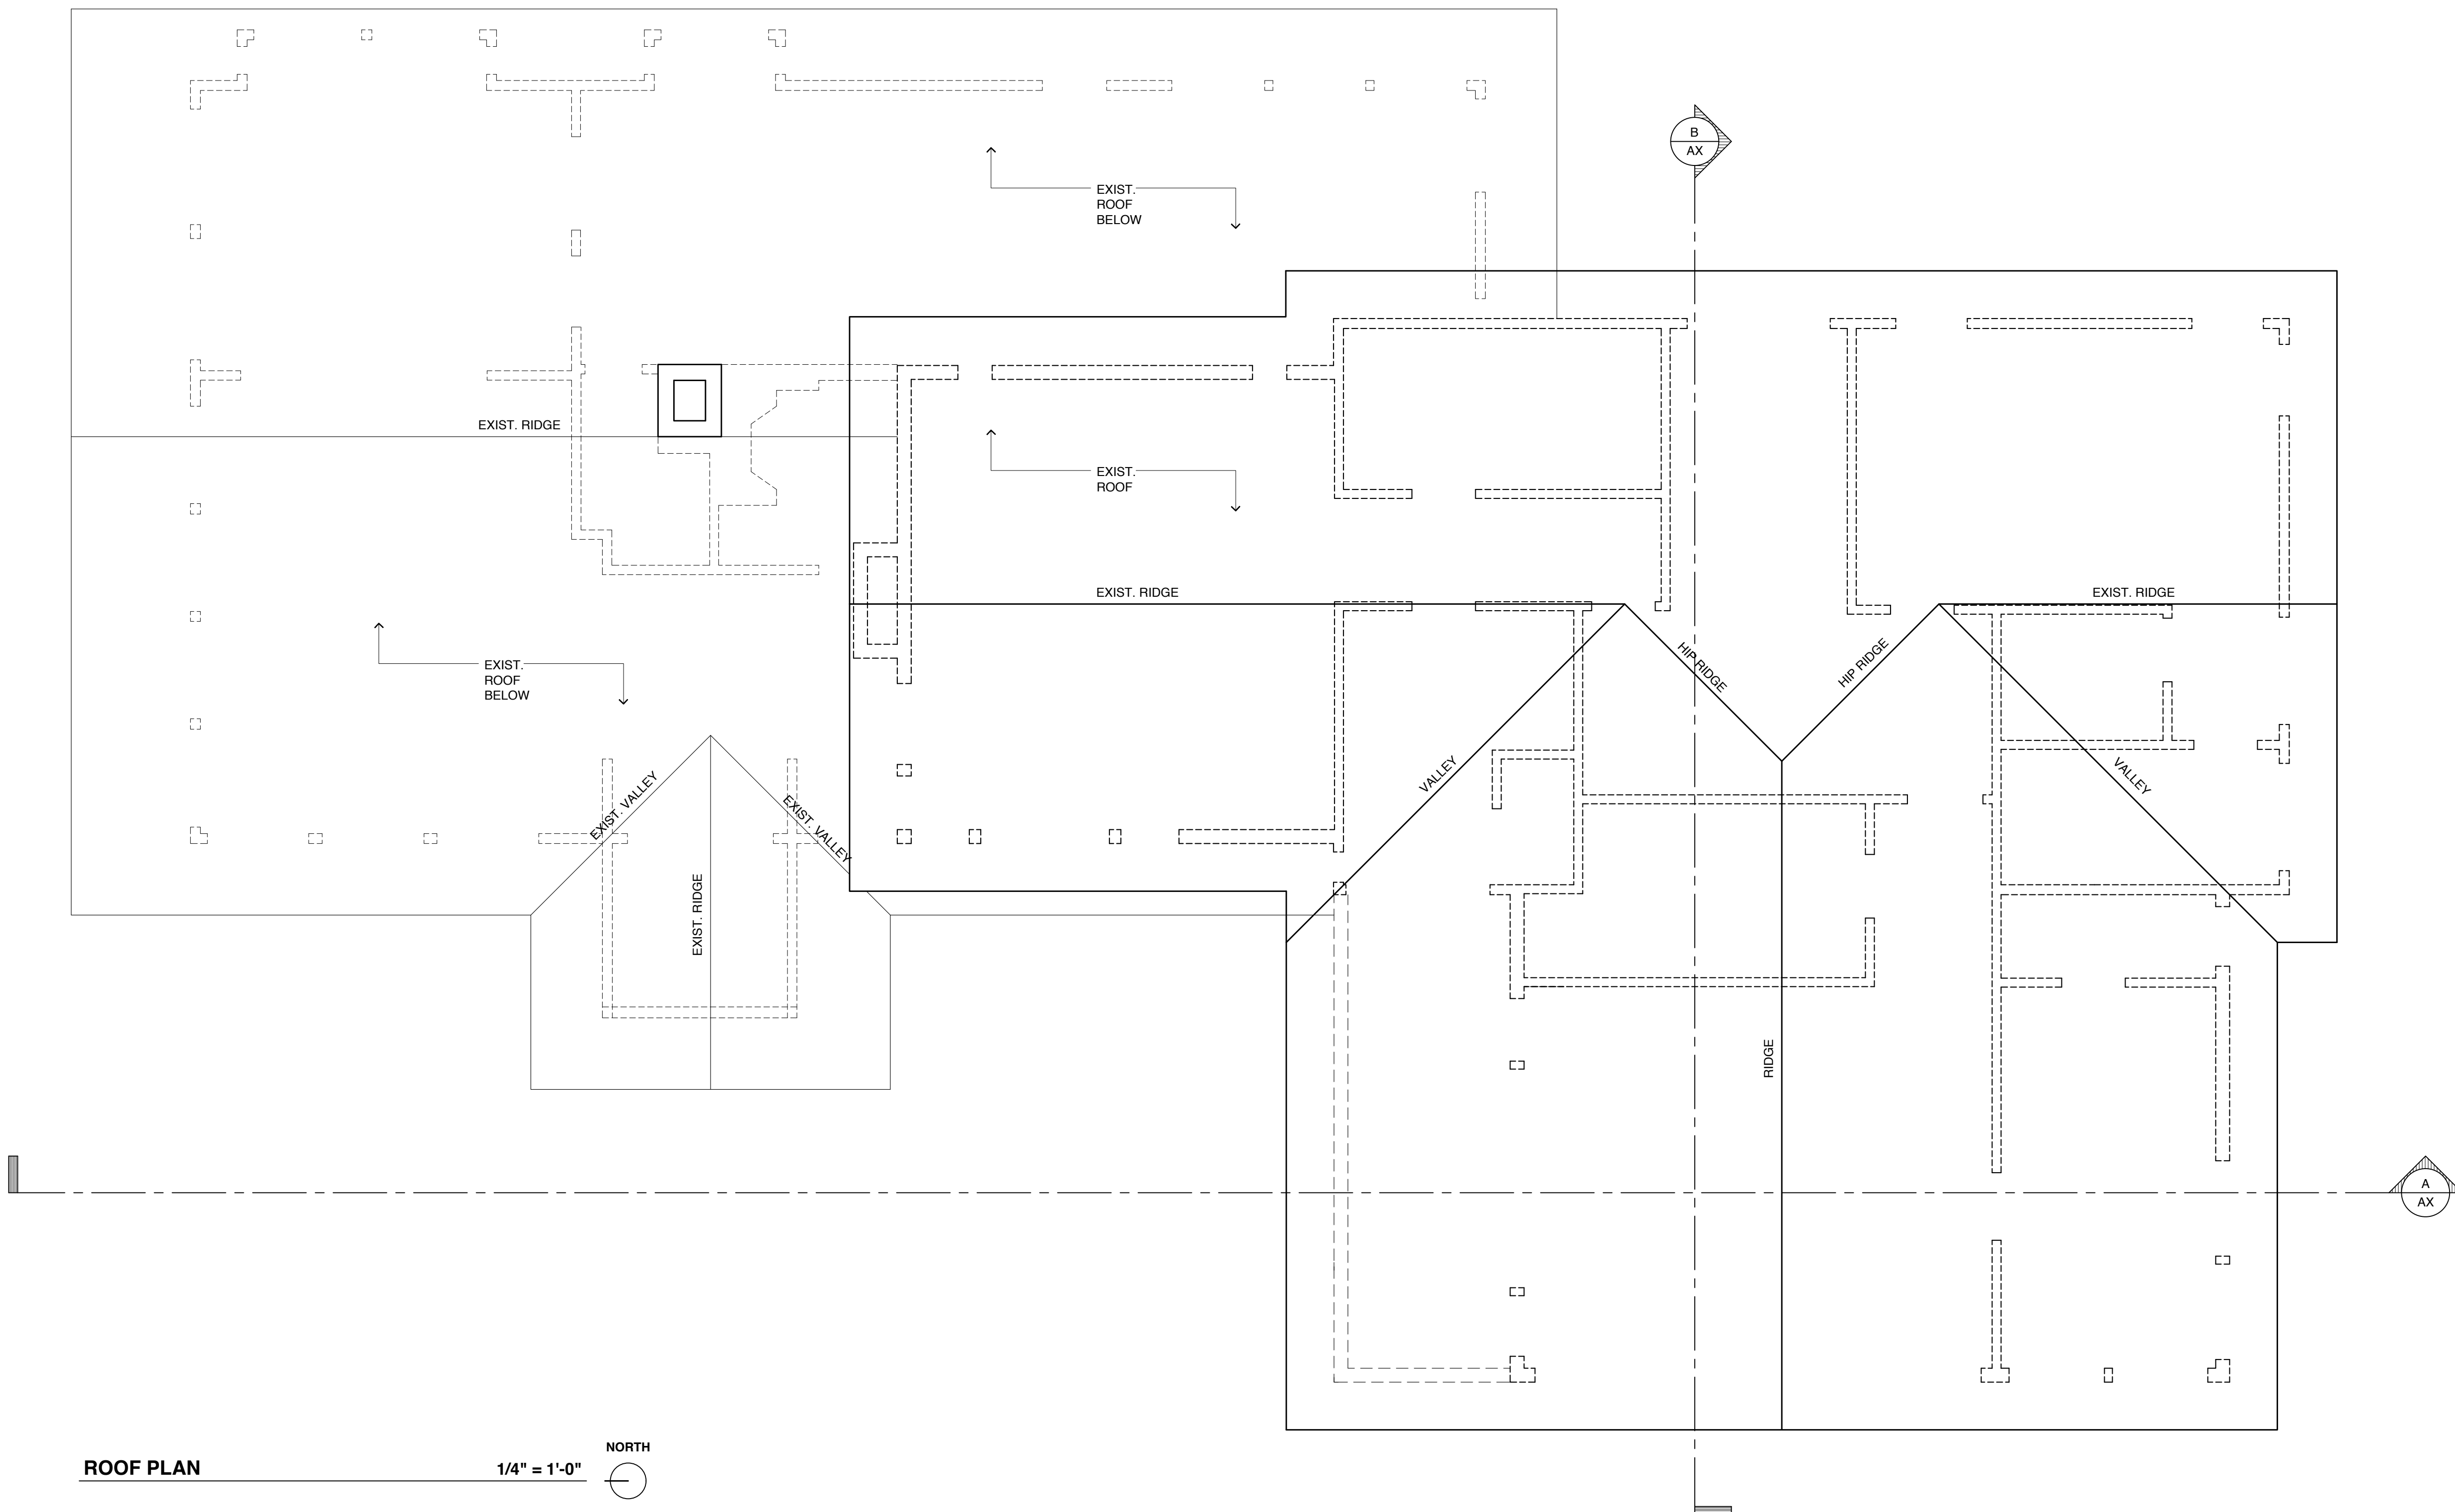 B
AX
EXIST.
ROOF
BELOW
EXIST. RIDGE
EXIST.
ROOF
EXIST. RIDGE
EXIST. RIDGE
HIP RIDGE
HIP RIDGE
EXIST.
ROOF
BELOW
VALLEY
VALLEY
EXIST. VALLEY
EXIST. VALLEY
EXIST. RIDGE
RIDGE
A
AX
ROOF PLAN
1/4" = 1'-0"
NORTH